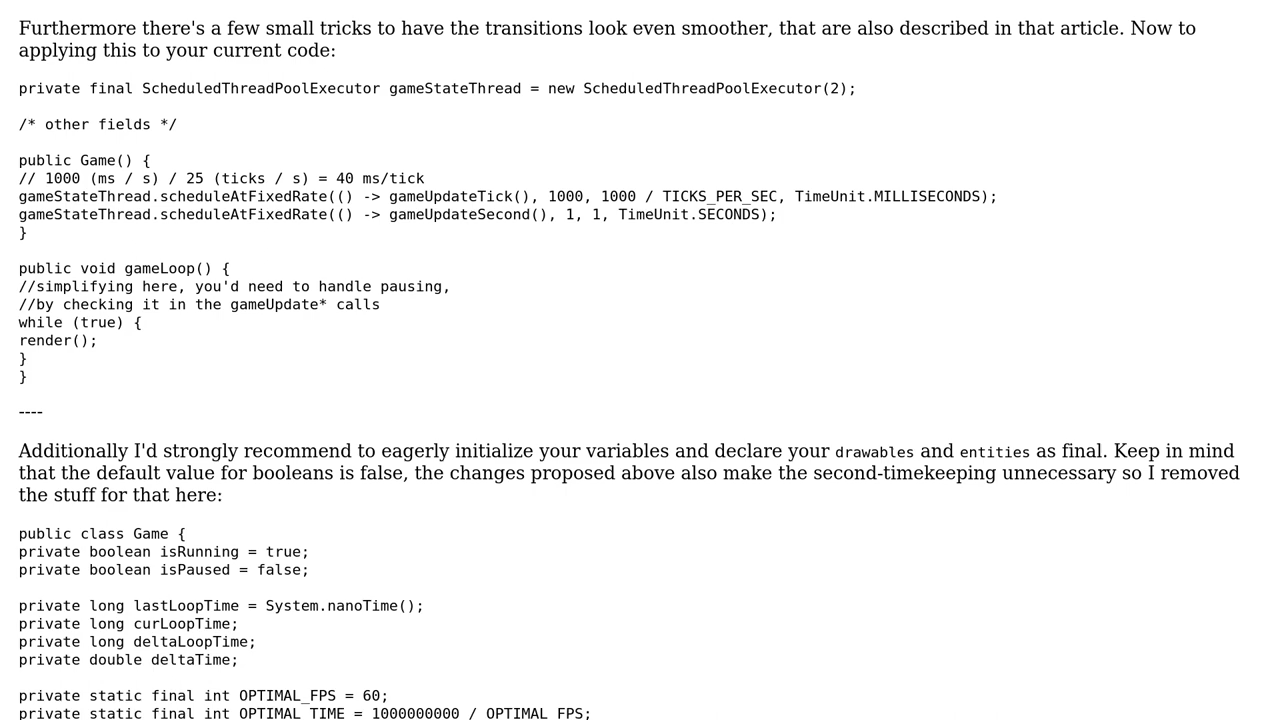 Furthermore there's a few small tricks to have the transitions look even smoother, that are also described in that article. Now to
applying this to your current code:
private final ScheduledThreadPoolExecutor gameStateThread = new ScheduledThreadPoolExecutor(2);
/* other fields */
public Game() {
// 1000 (ms / s) / 25 (ticks / s) = 40 ms/tick
gameStateThread.scheduleAtFixedRate(() -> gameUpdateTick(), 1000, 1000 / TICKS_PER_SEC, TimeUnit.MILLISECONDS);
gameStateThread.scheduleAtFixedRate(() -> gameUpdateSecond(), 1, 1, TimeUnit.SECONDS);
}
public void gameLoop() {
//simplifying here, you'd need to handle pausing,
//by checking it in the gameUpdate* calls
while (true) {
render();
}
}
----
Additionally I'd strongly recommend to eagerly initialize your variables and declare your drawables and entities as final. Keep in mind
that the default value for booleans is false, the changes proposed above also make the second-timekeeping unnecessary so I removed
the stuff for that here:
public class Game {
private boolean isRunning = true;
private boolean isPaused = false;
private long lastLoopTime = System.nanoTime();
private long curLoopTime;
private long deltaLoopTime;
private double deltaTime;
private static final int OPTIMAL_FPS = 60;
private static final int OPTIMAL_TIME = 1000000000 / OPTIMAL_FPS;